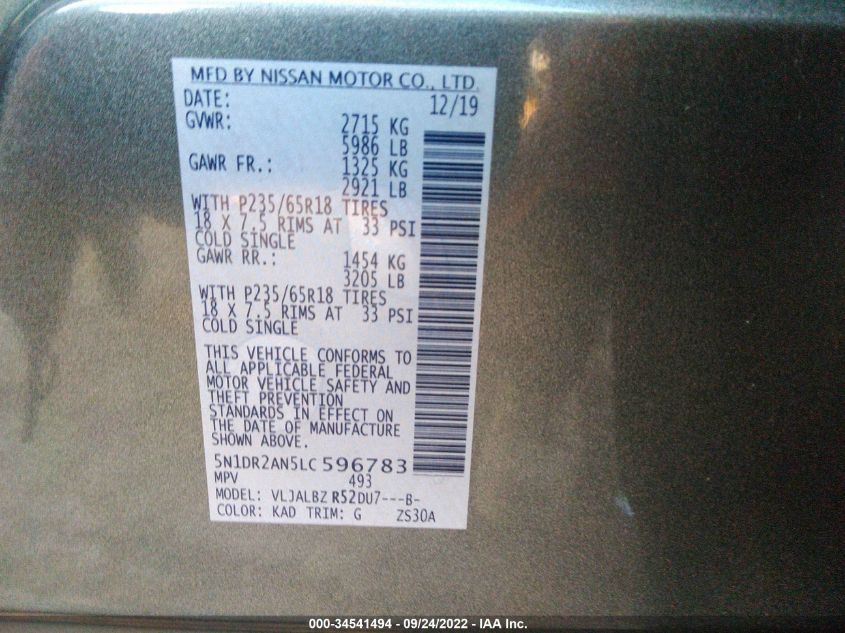 MFD BY NISSAN MOTOR CO., LTD.
DATE: 12/19
GVWR: 2715 KG
5986 LB
GAWR FR.: 1325 KG
2921 LB
WITH P235/65R18 TIRES
18 X 7.5 RIMS AT 33 PSI
COLD SINGLE
GAWR RR.: 1454 KG
3205 LB
WITH P235/65R18 TIRES
18 X 7.5 RIMS AT 33 PSI
COLD SINGLE
THIS VEHICLE CONFORMS TO
ALL APPLICABLE FEDERAL
MOTOR VEHICLE SAFETY AND
THEFT PREVENTION
STANDARDS IN EFFECT ON
THE DATE OF MANUFACTURE
SHOWN ABOVE.
5N1DR2AN5LC596783
MPV 493
MODEL: VLJALBZ R52DU7---B-
COLOR: KAD TRIM: G ZS30A
000-34541494 - 09/24/2022 - IAA Inc.